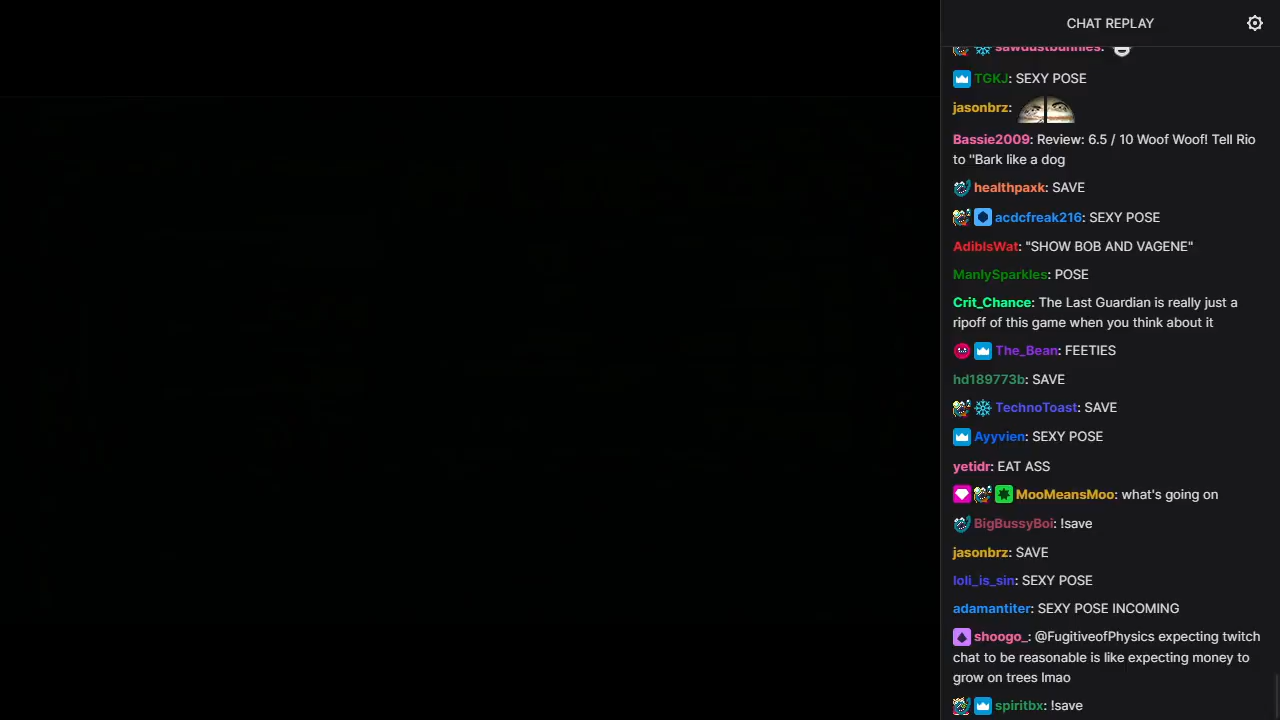 CHAT REPLAY
sawdustbunnies:
TGKJ: SEXY POSE
jasonbrz:
Bassie2009: Review: 6.5 / 10 Woof Woof! Tell Rio
to "Bark like a dog
healthpaxk: SAVE
acdcfreak216: SEXY POSE
AdibIsWat: "SHOW BOB AND VAGENE"
ManlySparkles: POSE
Crit_Chance: The Last Guardian is really just a
ripoff of this game when you think about it
The_Bean: FEETIES
hd189773b: SAVE
TechnoToast: SAVE
Ayyvien: SEXY POSE
yetidr: EAT ASS
MooMeansMoo: what's going on
BigBussyBoi: !save
jasonbrz: SAVE
loli_is_sin: SEXY POSE
adamantiter: SEXY POSE INCOMING
shoogo_: @FugitiveofPhysics expecting twitch
chat to be reasonable is like expecting money to
grow on trees lmao
spiritbx: !save